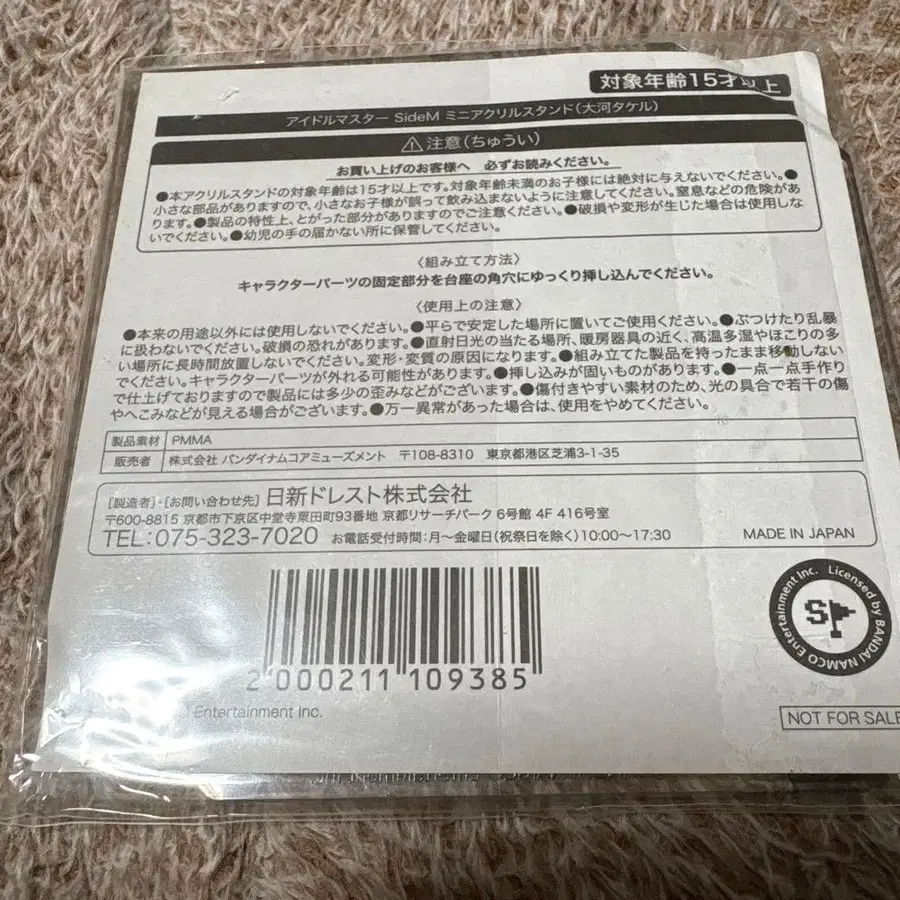 対象年齢15才以上
アイドルマスター SideM ミニアクリルスタンド(大河タケル)
⚠注意(ちゅうい)
お買い上げのお客様へ 必ずお読みください。
●本アクリルスタンドの対象年齢は15才以上です。対象年齢未満のお子様には絶対に与えないでください。●
小さな部品がありますので、小さなお子様が誤って飲み込まないように注意してください。窒息などの危険があ
ります。●製品の特性上、とがった部分がありますのでご注意ください。●破損や変形が生じた場合は使用しな
いでください。●幼児の手の届かない所に保管してください。
〈組み立て方法〉
キャラクターパーツの固定部分を台座の角穴にゆっくり挿し込んでください。
〈使用上の注意〉
●本来の用途以外には使用しないでください。●平らで安定した場所に置いてご使用ください。●ぶつけたり乱暴
に扱わないでください。破損の恐れがあります。●直射日光の当たる場所、暖房器具の近く、高温多湿やほこりの多
い場所に長時間放置しないでください。変形・変質の原因になります。●組み立てた製品を持ったまま移動しない
でください。キャラクターパーツが外れる可能性があります。●挿し込みが固いものがあります。●一点一点手作り
で仕上げておりますので製品には多少の歪みなどがございます。●傷付きやすい素材のため、光の具合で若干の傷
やへこみなどが見える場合がございます。●万一異常があった場合は、使用をやめてください。
製品素材 PMMA
販売者 株式会社 バンダイナムコアミューズメント 〒108-8310 東京都港区芝浦3-1-35
[製造者]・[お問い合わせ先] 日新ドレスト株式会社
〒600-8815 京都市下京区中堂寺粟田町93番地 京都リサーチパーク 6号館 4F 416号室
TEL:075-323-7020 お電話受付時間:月〜金曜日(祝祭日を除く)10:00〜17:30
MADE IN JAPAN
Licensed by BANDAI NAMCO Entertainment Inc.
S
2 000211 109385
Entertainment Inc.
NOT FOR SALE